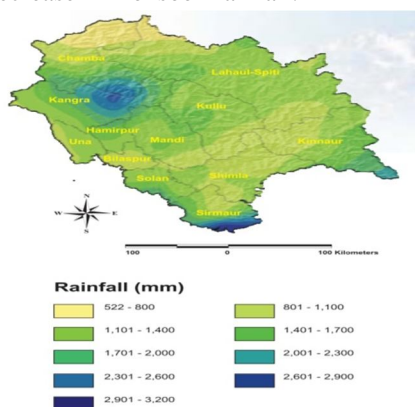 Chamba
Lahaul-Spiti
Kangra
Kullu
Hamirpur
Una
Mandi
Kinnaur
Bilaspur
Solan
Shimla
Sirmaur
N
W E
S
100 0 100 Kilometers
Rainfall (mm)
522 - 800
801 - 1,100
1,101 - 1,400
1,401 - 1,700
1,701 - 2,000
2,001 - 2,300
2,301 - 2,600
2,601 - 2,900
2,901 - 3,200